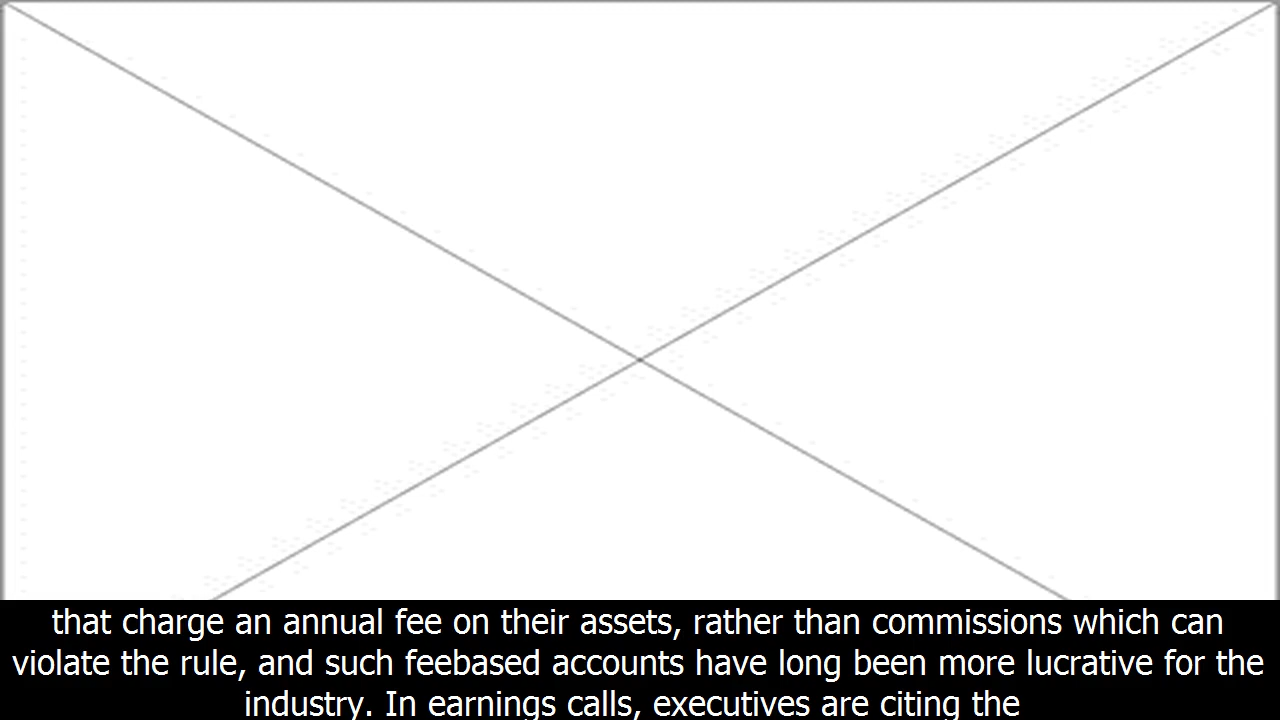 that charge an annual fee on their assets, rather than commissions which can
violate the rule, and such feebased accounts have long been more lucrative for the
industry. In earnings calls, executives are citing the